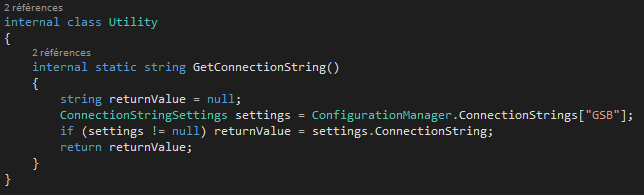 2 références
internal class Utility
{
2 références
internal static string GetConnectionString()
{
string returnValue = null;
ConnectionStringSettings settings = ConfigurationManager.ConnectionStrings["GSB"];
if (settings != null) returnValue = settings.ConnectionString;
return returnValue;
}
}